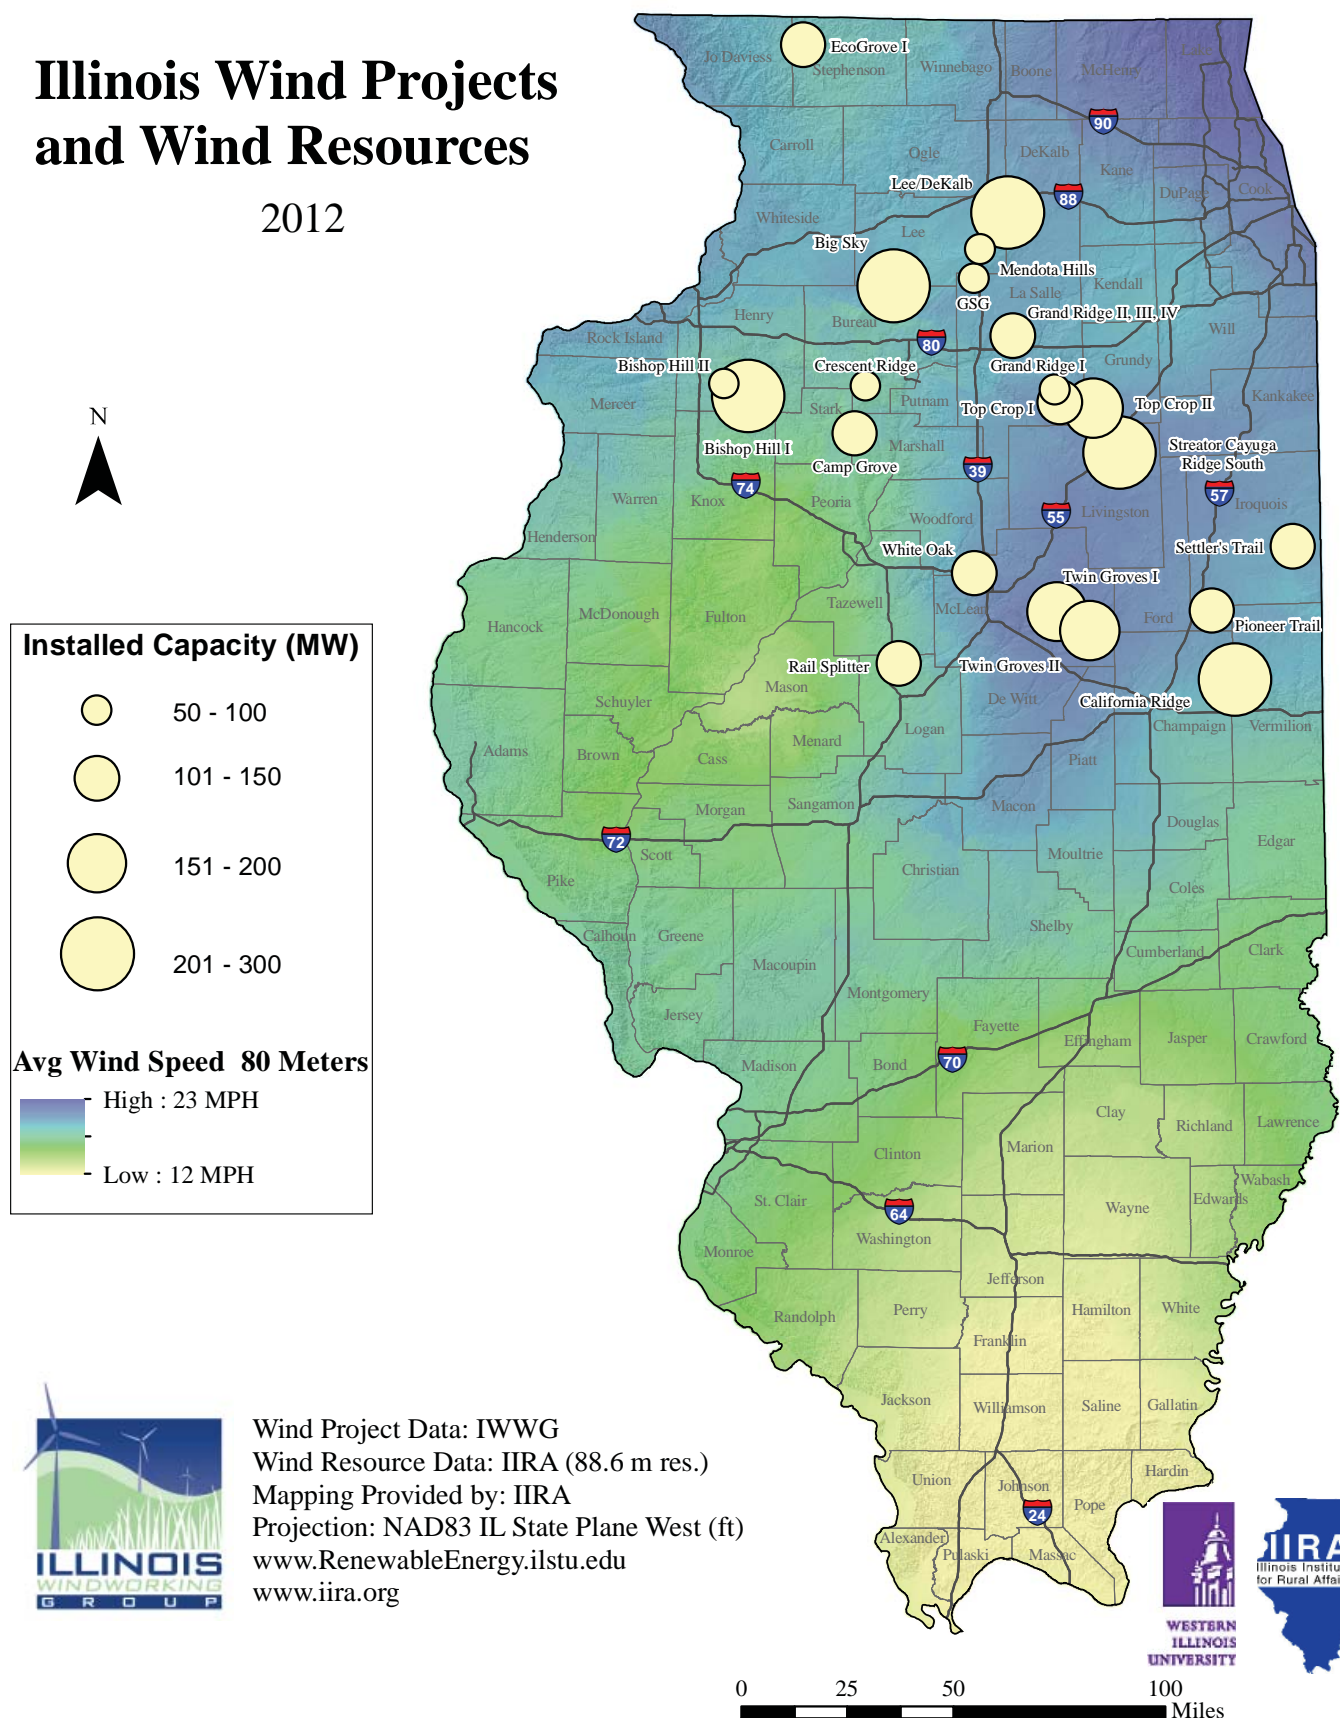 Illinois Wind Projects
and Wind Resources
2012
N
Installed Capacity (MW)
50 - 100
101 - 150
151 - 200
201 - 300
Avg Wind Speed 80 Meters
High : 23 MPH
Low : 12 MPH
EcoGrove I
Jo Daviess
Stephenson
Winnebago
Boone
McHenry
Lake
90
Carroll
Ogle
DeKalb
Kane
Lee/DeKalb
88
DuPage
Cook
Whiteside
Lee
Big Sky
Mendota Hills
GSG
La Salle
Kendall
Henry
Bureau
Grand Ridge II, III, IV
Will
Rock Island
80
Bishop Hill II
Crescent Ridge
Grand Ridge I
Grundy
Mercer
Stark
Putnam
Top Crop I
Top Crop II
Kankakee
Bishop Hill I
Camp Grove
Marshall
Streator Cayuga
Ridge South
39
74
57
Warren
Knox
Peoria
55
Livingston
Iroquois
Woodford
Henderson
White Oak
Settler's Trail
Twin Groves I
McDonough
Fulton
Tazewell
McLean
Ford
Hancock
Pioneer Trail
Rail Splitter
Twin Groves II
Mason
De Witt
California Ridge
Schuyler
Logan
Champaign
Vermilion
Adams
Brown
Cass
Menard
Piatt
Morgan
Sangamon
Macon
Douglas
72
Scott
Moultrie
Edgar
Pike
Christian
Coles
Calhoun
Greene
Shelby
Macoupin
Cumberland
Clark
Montgomery
Jersey
Fayette
Effingham
Jasper
Crawford
Madison
Bond
70
Clay
Richland
Lawrence
Clinton
Marion
St. Clair
Wabash
Edwards
64
Wayne
Monroe
Washington
Jefferson
Randolph
Perry
Hamilton
White
Franklin
Jackson
Williamson
Saline
Gallatin
Union
Johnson
Hardin
24
Pope
Alexander
Pulaski
Massac
ILLINOIS
WINDWORKING
GROUP
Wind Project Data: IWWG
Wind Resource Data: IIRA (88.6 m res.)
Mapping Provided by: IIRA
Projection: NAD83 IL State Plane West (ft)
www.RenewableEnergy.ilstu.edu
www.iira.org
WESTERN
ILLINOIS
UNIVERSITY
IIRA
Illinois Institu
for Rural Affai
0 25 50 100
Miles